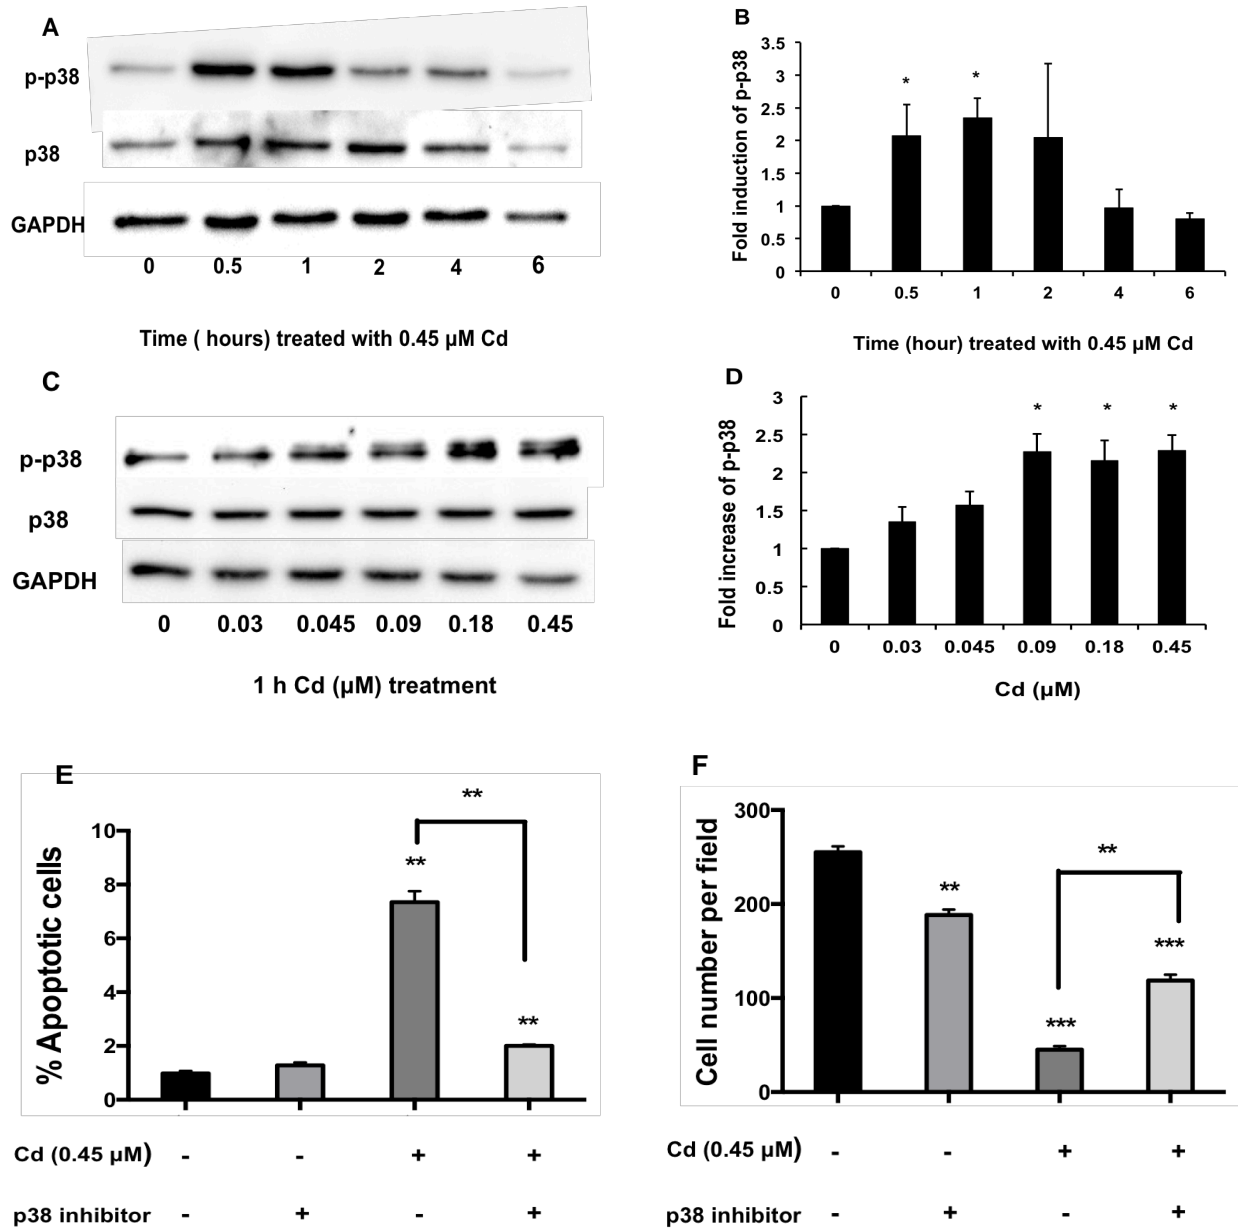 A
p-p38
p38
GAPDH
0 0.5 1 2 4 6
Time ( hours) treated with 0.45 µM Cd
B
Fold induction of p-p38
3.5
3
2.5
2
1.5
1
0.5
0
* *
0 0.5 1 2 4 6
Time (hour) treated with 0.45 µM Cd
C
p-p38
p38
GAPDH
0 0.03 0.045 0.09 0.18 0.45
1 h Cd (µM) treatment
D
Fold increase of p-p38
3
2.5
2
1.5
1
0.5
0
* * *
0 0.03 0.045 0.09 0.18 0.45
Cd (µM)
E
% Apoptotic cells
10
8
6
4
2
0
**
**
**
Cd (0.45 µM) - - + +
p38 inhibitor - + - +
F
Cell number per field
300
200
100
0
**
**
***
***
Cd (0.45 µM) - - + +
p38 inhibitor - + - +